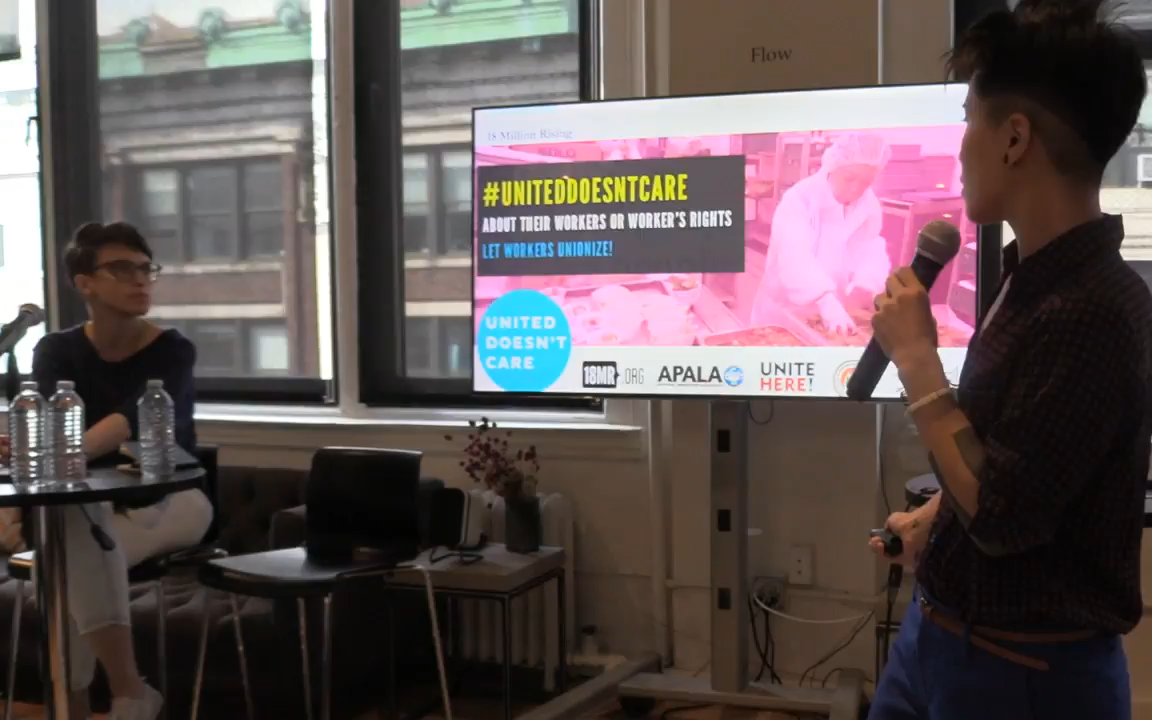 Flow
18 Million Rising
#UNITEDDOESNTCARE
ABOUT THEIR WORKERS OR WORKER'S RIGHTS
LET WORKERS UNIONIZE!
UNITED
DOESN'T
CARE
18MR.ORG
APALA
UNITE
HERE!